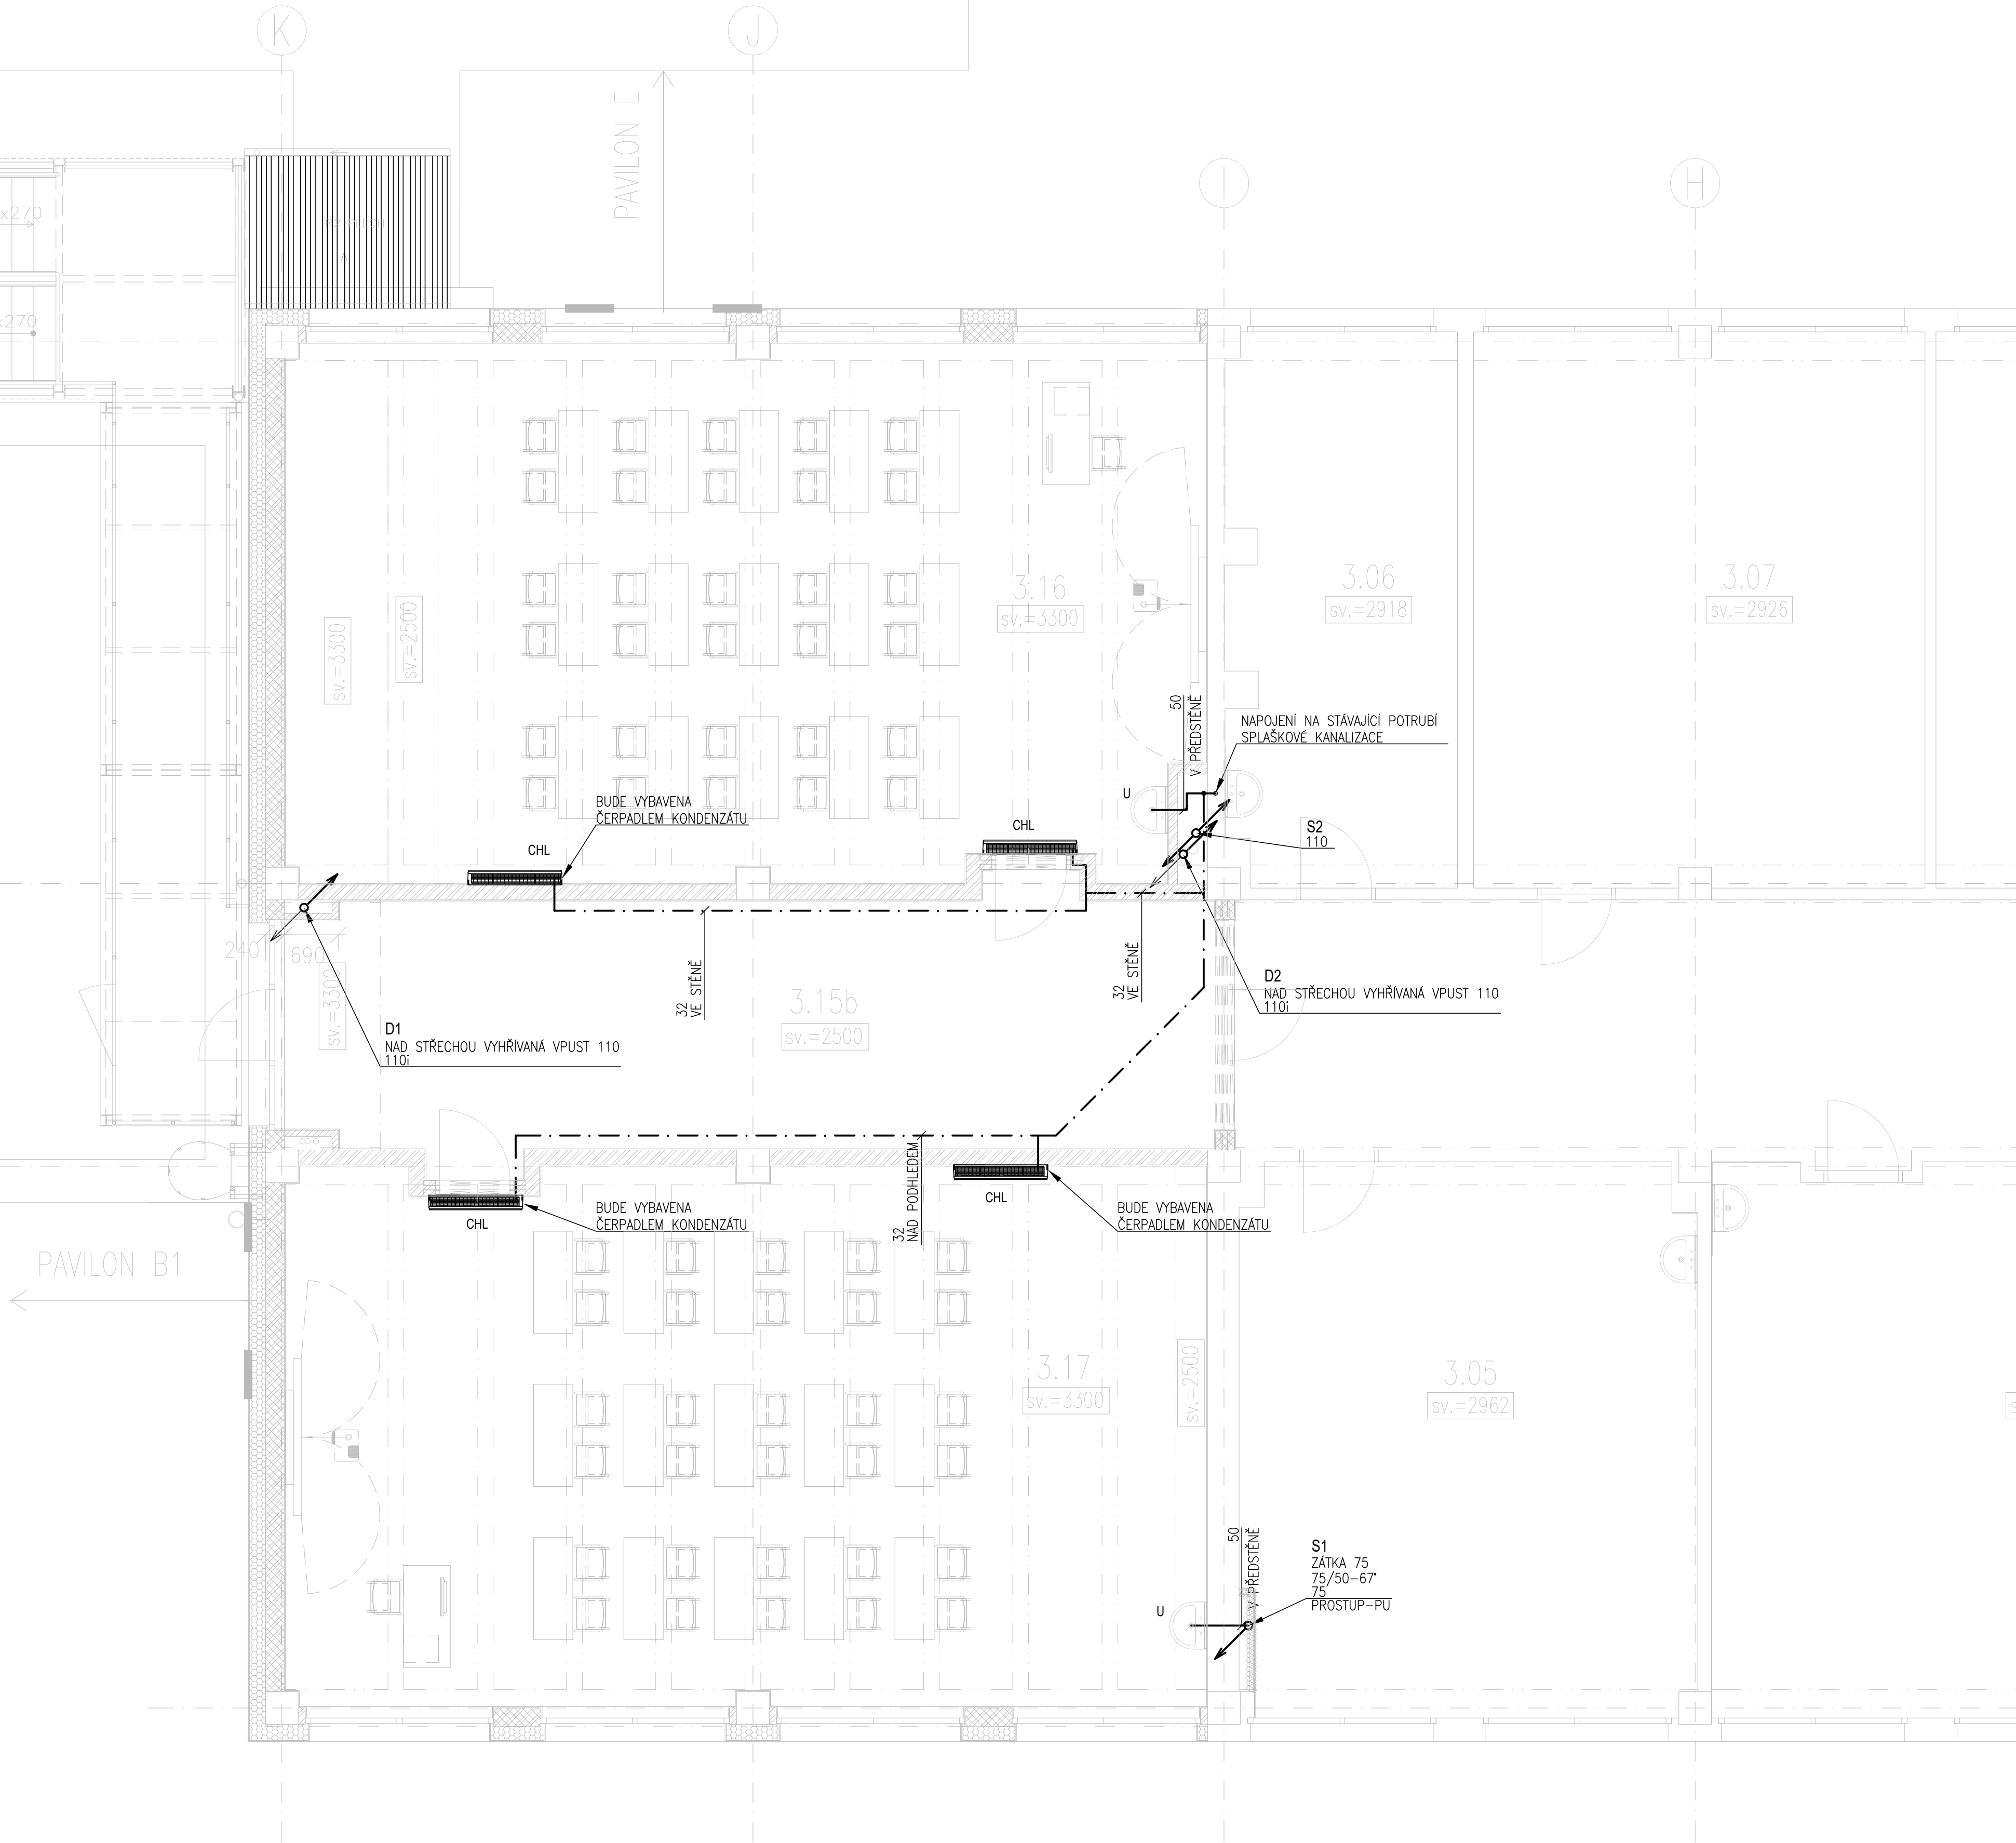 K
J
I
H
PAVILON E
x270
x270
3.16
sv.=3300
3.06
sv.=2918
3.07
sv.=2926
sv.=3300
sv.=2500
50
V PŘEDSTĚNĚ
NAPOJENÍ NA STÁVAJÍCÍ POTRUBÍ
SPLAŠKOVÉ KANALIZACE
U
BUDE VYBAVENA
ČERPADLEM KONDENZÁTU
CHL
CHL
S2
110
240
690
sv.=3300
32
VE STĚNĚ
32
VE STĚNĚ
D2
NAD STŘECHOU VYHŘÍVANÁ VPUST 110
110i
3.15b
sv.=2500
D1
NAD STŘECHOU VYHŘÍVANÁ VPUST 110
110i
32
NAD PODHLEDEM
CHL
BUDE VYBAVENA
ČERPADLEM KONDENZÁTU
CHL
BUDE VYBAVENA
ČERPADLEM KONDENZÁTU
PAVILON B1
3.17
sv.=3300
sv.=2500
3.05
sv.=2962
50
V PŘEDSTĚNĚ
S1
ZÁTKA 75
75/50-67°
75
PROSTUP-PU
U